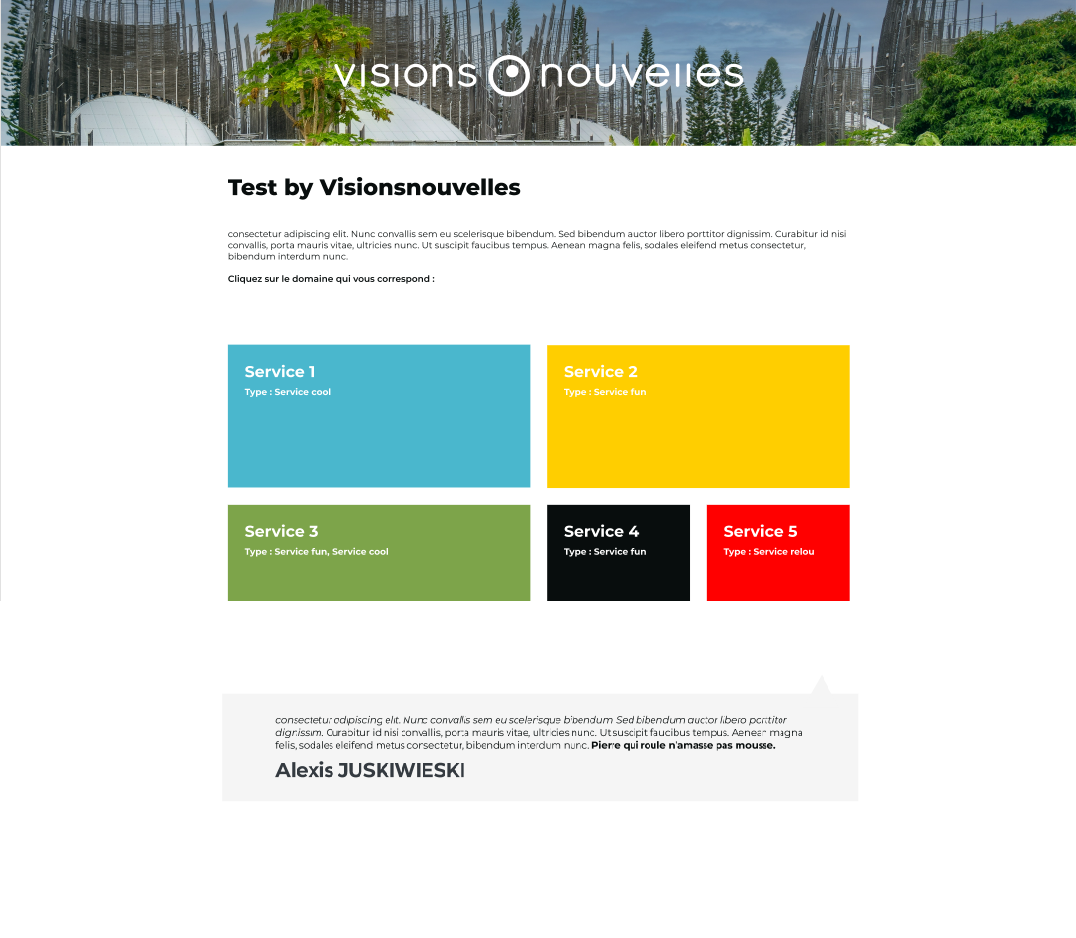 visions nouvelles
Test by Visionsnouvelles
consectetur adipiscing elit. Nunc convallis sem eu scelerisque bibendum. Sed bibendum auctor libero porttitor dignissim. Curabitur id nisi
convallis, porta mauris vitae, ultricies nunc. Ut suscipit faucibus tempus. Aenean magna felis, sodales eleifend metus consectetur,
bibendum interdum nunc.
Cliquez sur le domaine qui vous correspond :
Service 1
Type : Service cool
Service 2
Type : Service fun
Service 3
Type : Service fun, Service cool
Service 4
Type : Service fun
Service 5
Type : Service relou
consectetur adipiscing elit. Nunc convallis sem eu scelerisque bibendum. Sed bibendum auctor libero porttitor
dignissim. Curabitur id nisi convallis, porta mauris vitae, ultricies nunc. Ut suscipit faucibus tempus. Aenean magna
felis, sodales eleifend metus consectetur, bibendum interdum nunc. Pierre qui roule n'amasse pas mousse.
Alexis JUSKIWIESKI